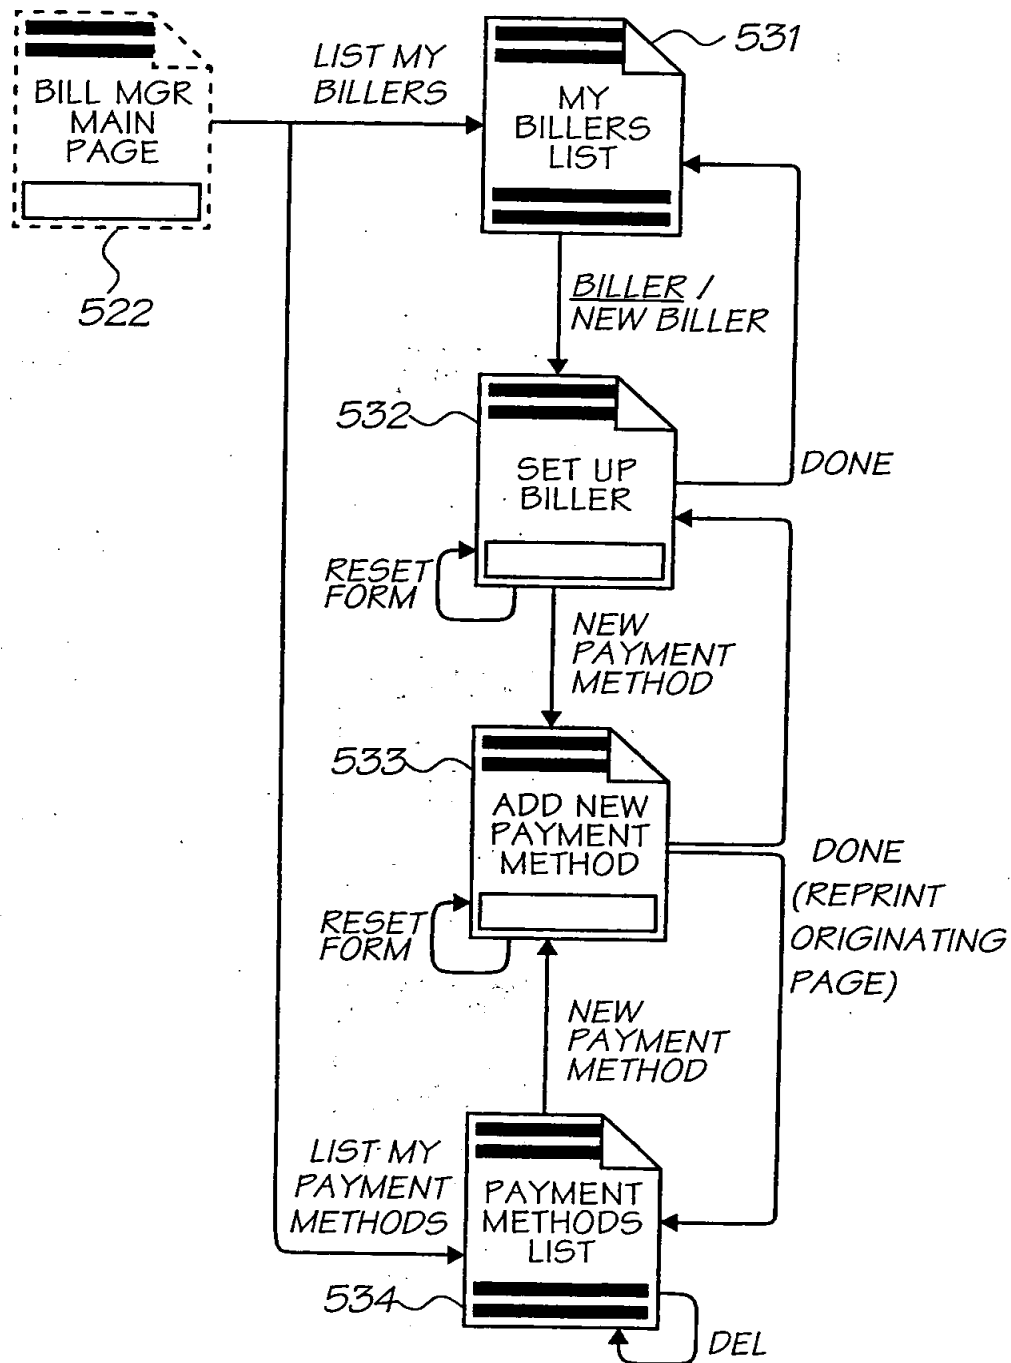 BILL MGR
MAIN
PAGE
522
LIST MY
BILLERS
531
MY
BILLERS
LIST
BILLER /
NEW BILLER
532
SET UP
BILLER
DONE
RESET
FORM
NEW
PAYMENT
METHOD
533
ADD NEW
PAYMENT
METHOD
RESET
FORM
DONE
(REPRINT
ORIGINATING
PAGE)
NEW
PAYMENT
METHOD
LIST MY
PAYMENT
METHODS
PAYMENT
METHODS
LIST
534
DEL